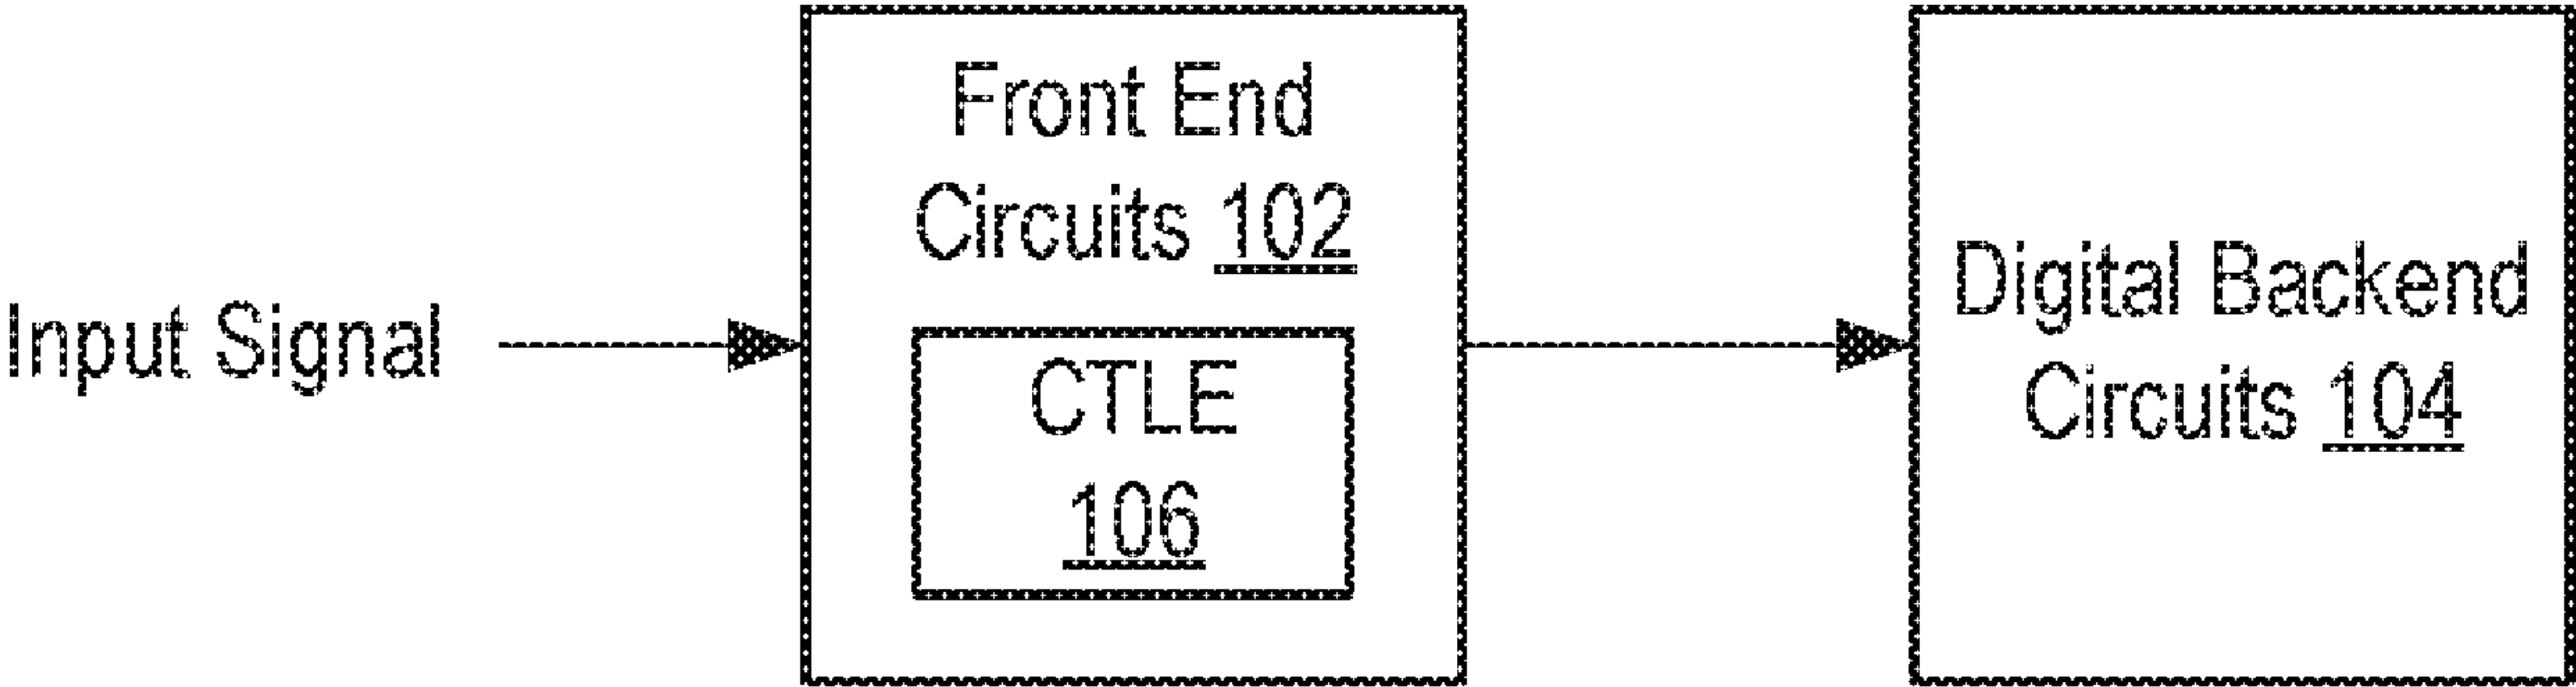 Input Signal
Front End
Circuits 102
CTLE
106
Digital Backend
Circuits 104